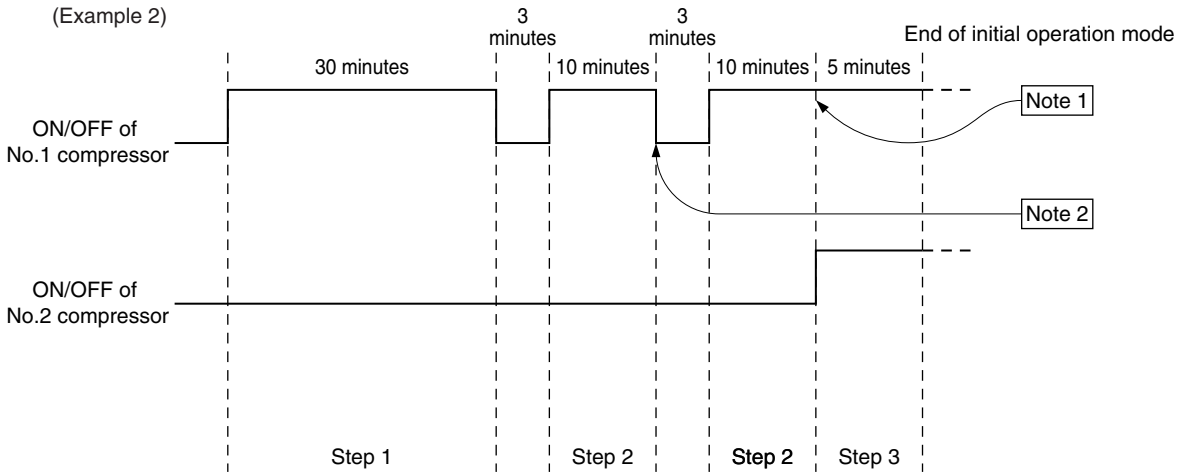 (Example 2)
3
minutes
3
minutes
End of initial operation mode
30 minutes
10 minutes
10 minutes
5 minutes
Note 1
ON/OFF of
No.1 compressor
Note 2
ON/OFF of
No.2 compressor
Step 1
Step 2
Step 2
Step 3